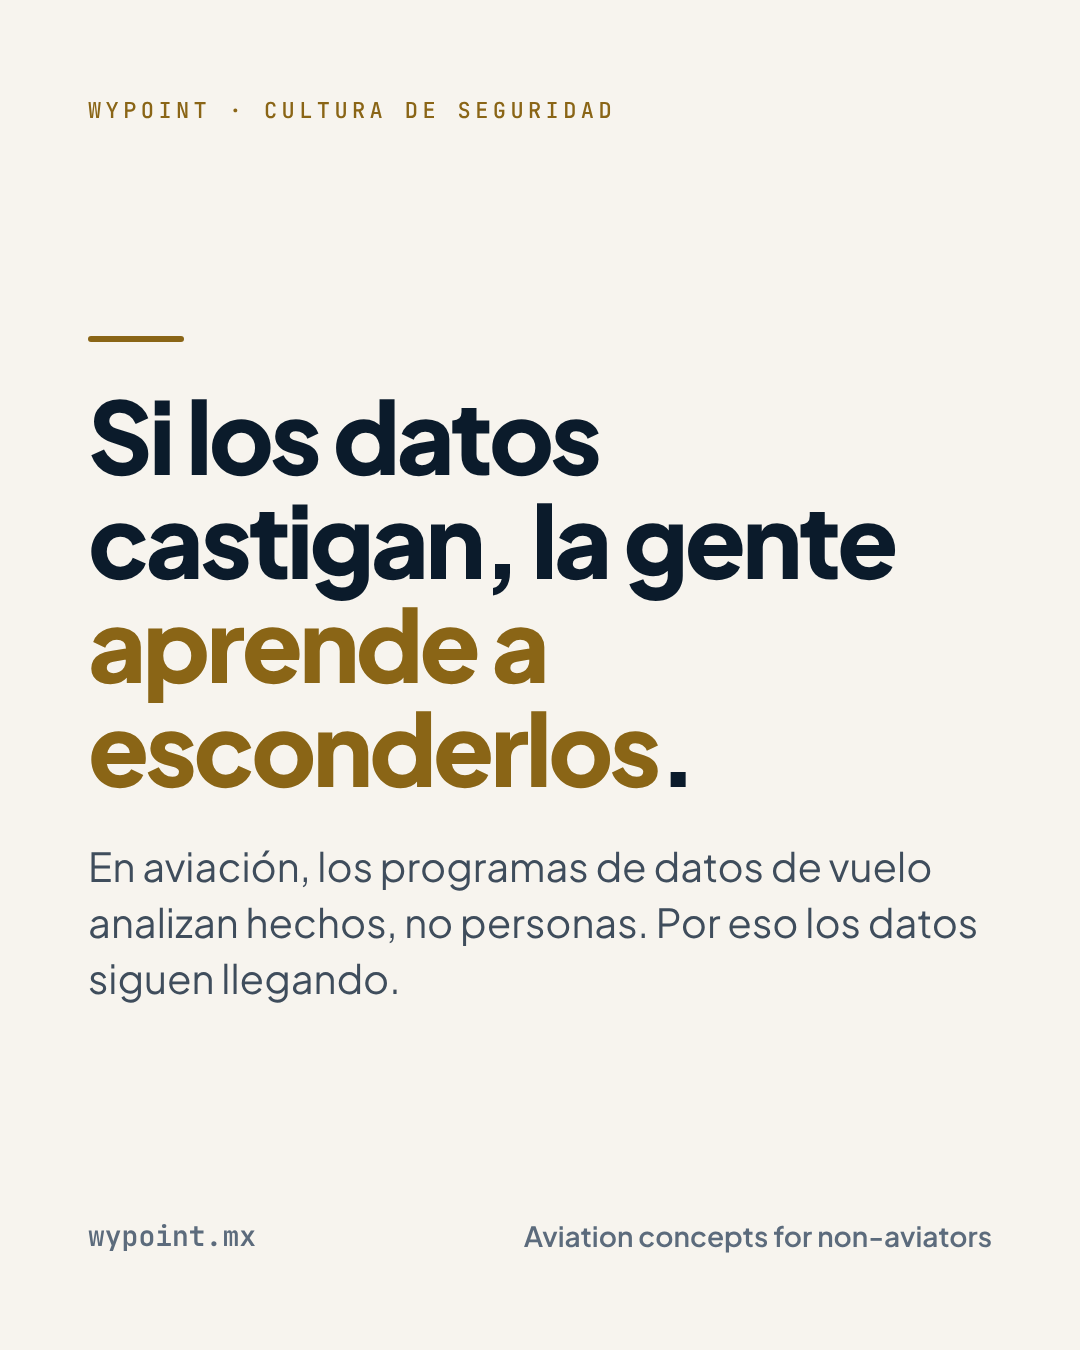 WYPOINT · CULTURA DE SEGURIDAD
Si los datos
castigan, la gente
aprende a
esconderlos.
En aviación, los programas de datos de vuelo
analizan hechos, no personas. Por eso los datos
siguen llegando.
wypoint.mx
Aviation concepts for non-aviators